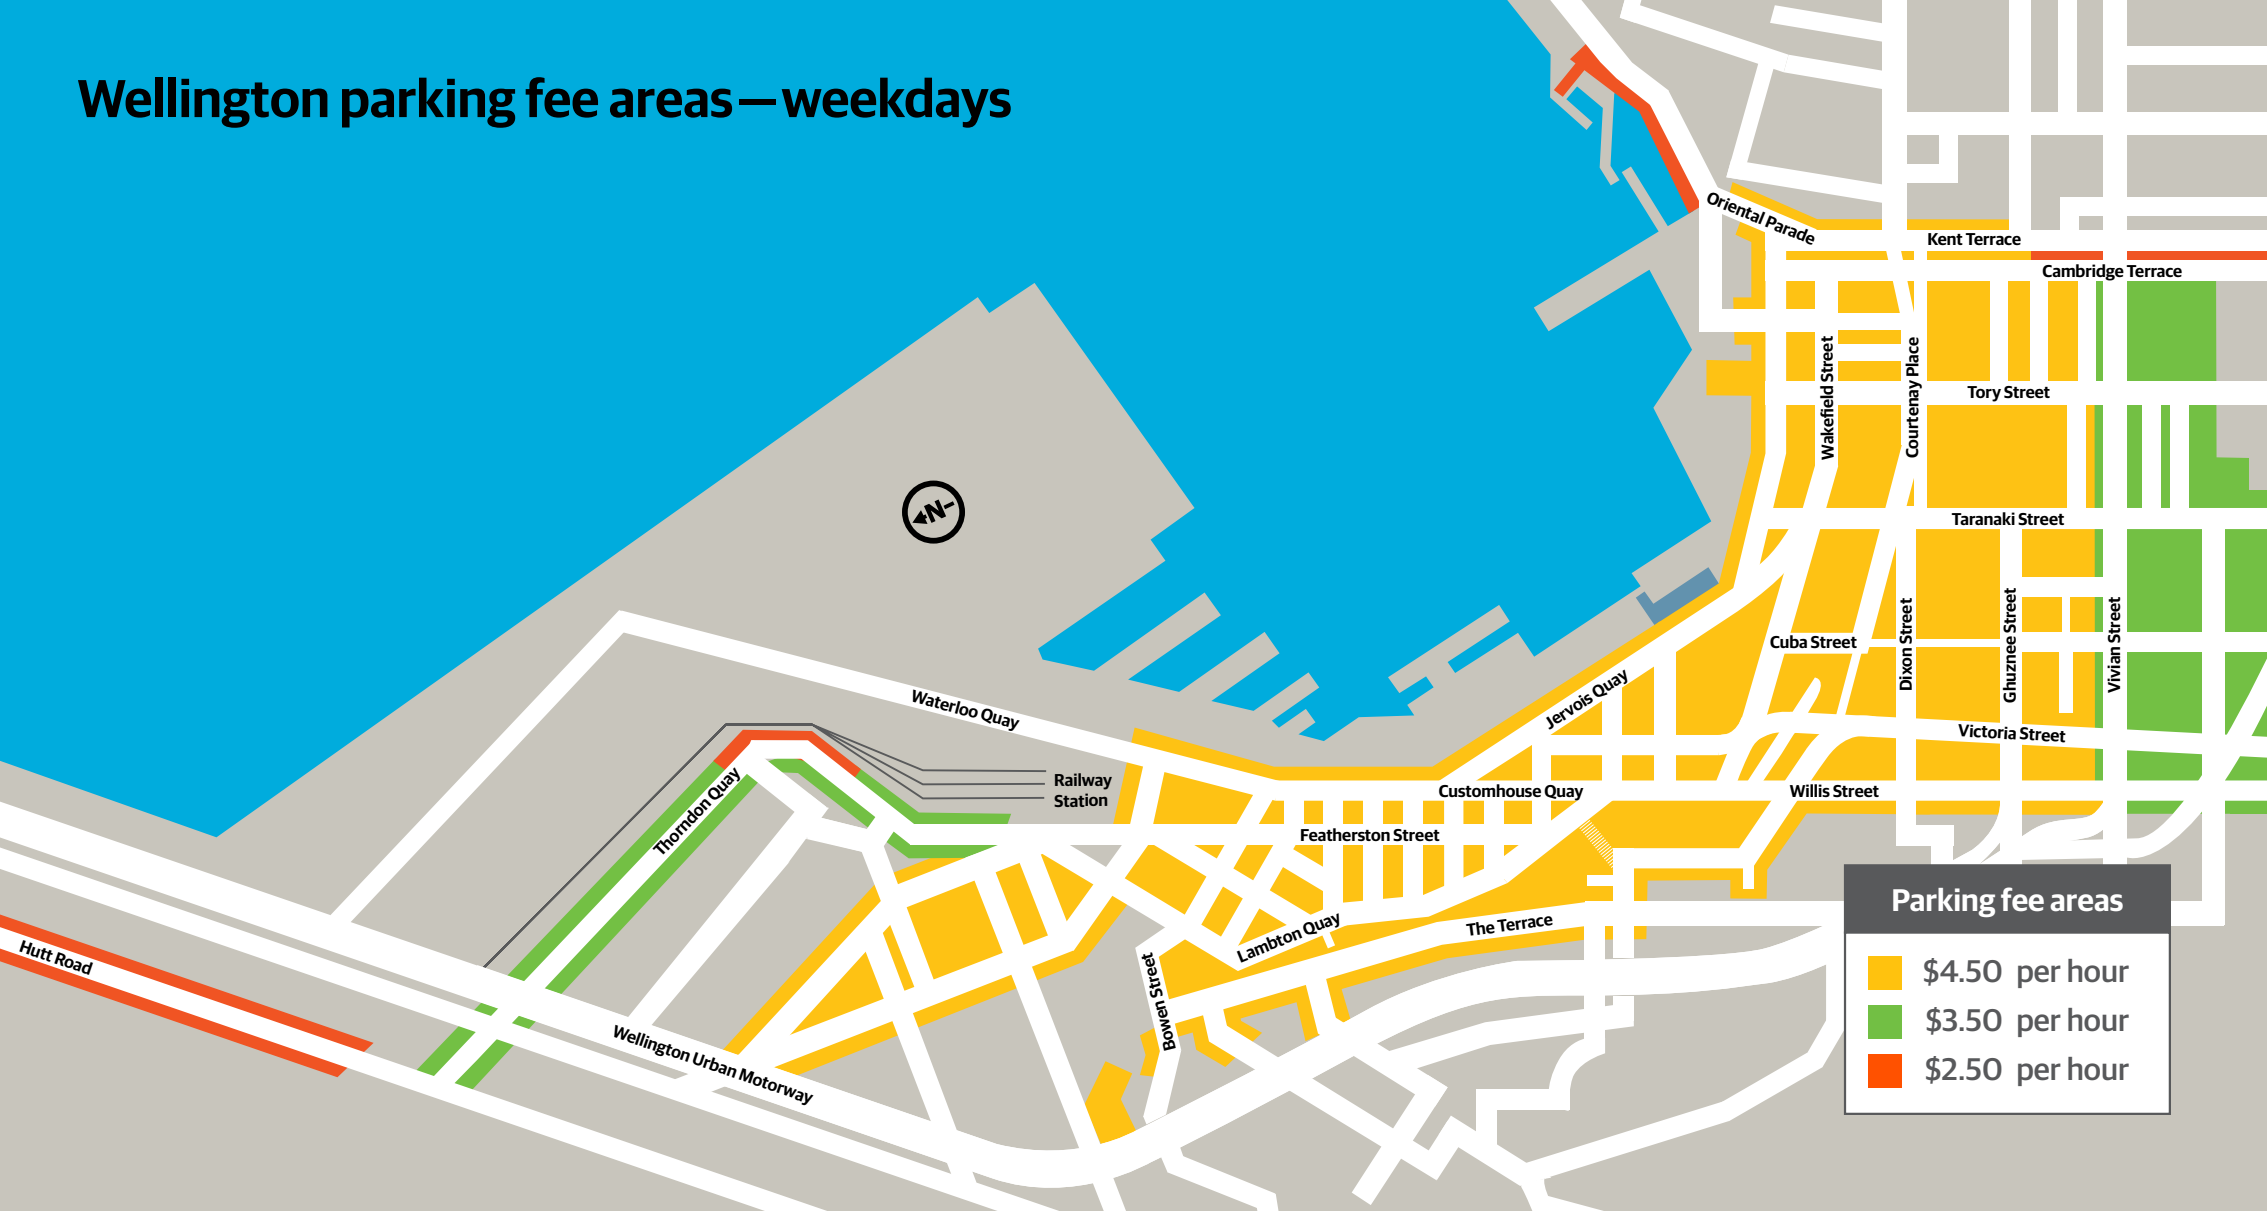 Wellington parking fee areas—weekdays
Oriental Parade
Kent Terrace
Cambridge Terrace
Wakefield Street
Courtenay Place
Tory Street
N
Taranaki Street
Cuba Street
Dixon Street
Ghuznee Street
Vivian Street
Waterloo Quay
Jervois Quay
Victoria Street
Railway
Station
Thorndon Quay
Customhouse Quay
Willis Street
Featherston Street
Lambton Quay
The Terrace
Hutt Road
Bowen Street
Wellington Urban Motorway
Parking fee areas
$4.50 per hour
$3.50 per hour
$2.50 per hour